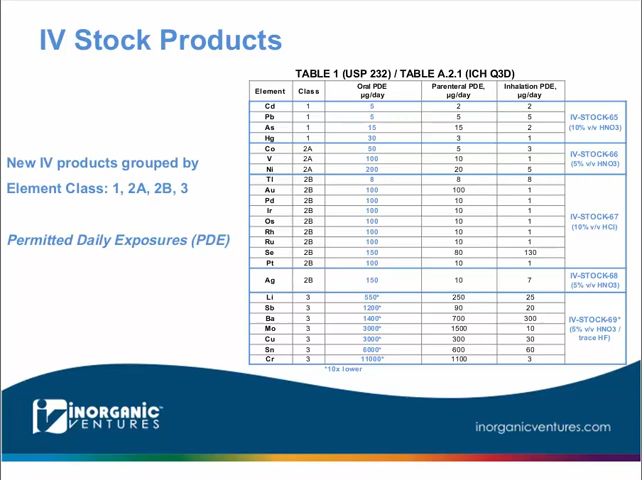 IV Stock Products
TABLE 1 (USP 232) / TABLE A.2.1 (ICH Q3D)
Element Class Oral PDE µg/day Parenteral PDE, µg/day Inhalation PDE, µg/day
Cd 1 5 2 2
Pb 1 5 5 5
As 1 15 15 2
Hg 1 30 3 1
IV-STOCK-65
(10% v/v HNO3)
Co 2A 50 5 3
V 2A 100 10 1
Ni 2A 200 20 5
IV-STOCK-66
(5% v/v HNO3)
Tl 2B 8 8 8
Au 2B 100 100 1
Pd 2B 100 10 1
Ir 2B 100 10 1
Os 2B 100 10 1
Rh 2B 100 10 1
Ru 2B 100 10 1
Se 2B 150 80 130
Pt 2B 100 10 1
IV-STOCK-67
(10% v/v HCl)
Ag 2B 150 10 7
IV-STOCK-68
(5% v/v HNO3)
Li 3 550* 250 25
Sb 3 1200* 90 20
Ba 3 1400* 700 300
Mo 3 3000* 1500 10
Cu 3 3000* 300 30
Sn 3 6000* 600 60
Cr 3 11000* 1100 3
IV-STOCK-69*
(5% v/v HNO3 /
trace HF)
*10x lower
New IV products grouped by
Element Class: 1, 2A, 2B, 3
Permitted Daily Exposures (PDE)
iv INORGANIC™
VENTURES
inorganicventures.com